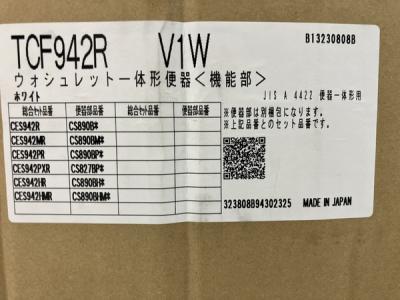 B13230808B
TCF942R V1W
ウォシュレット一体形便器<機能部>
ホワイト
JIS A 4422 便器一体形用
総合セット品番 便器部品番 総合セット品番 便器部品番
CES942R CS890B#
CES942MR CS890BM#
CES942PR CS890BP#
CES942PXR CS827BP#
CES942HR CS890BH#
CES942HMR CS890BHM#
※便器部は別梱包になります。
※上記品番とのセット品番です。
323808B94302325 MADE IN JAPAN